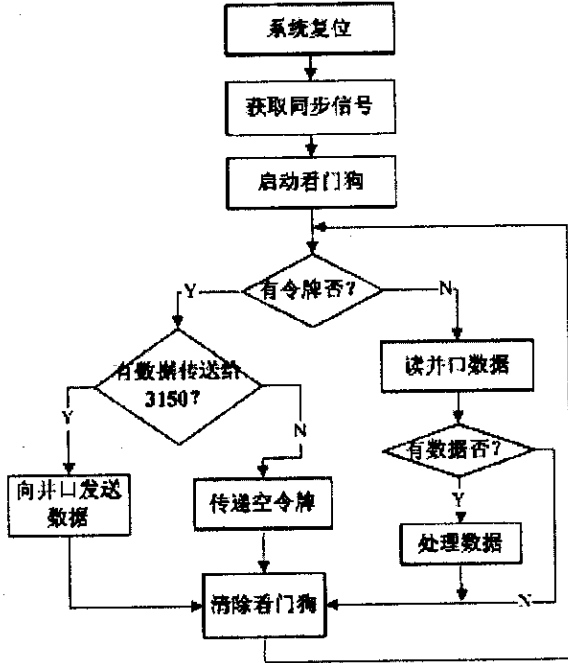 系统复位
获取同步信号
启动看门狗
有令牌否？
Y
N
有数据传送给
3150？
读并口数据
Y
N
有数据否？
向并口发送
数据
传递空令牌
Y
处理数据
清除看门狗
N